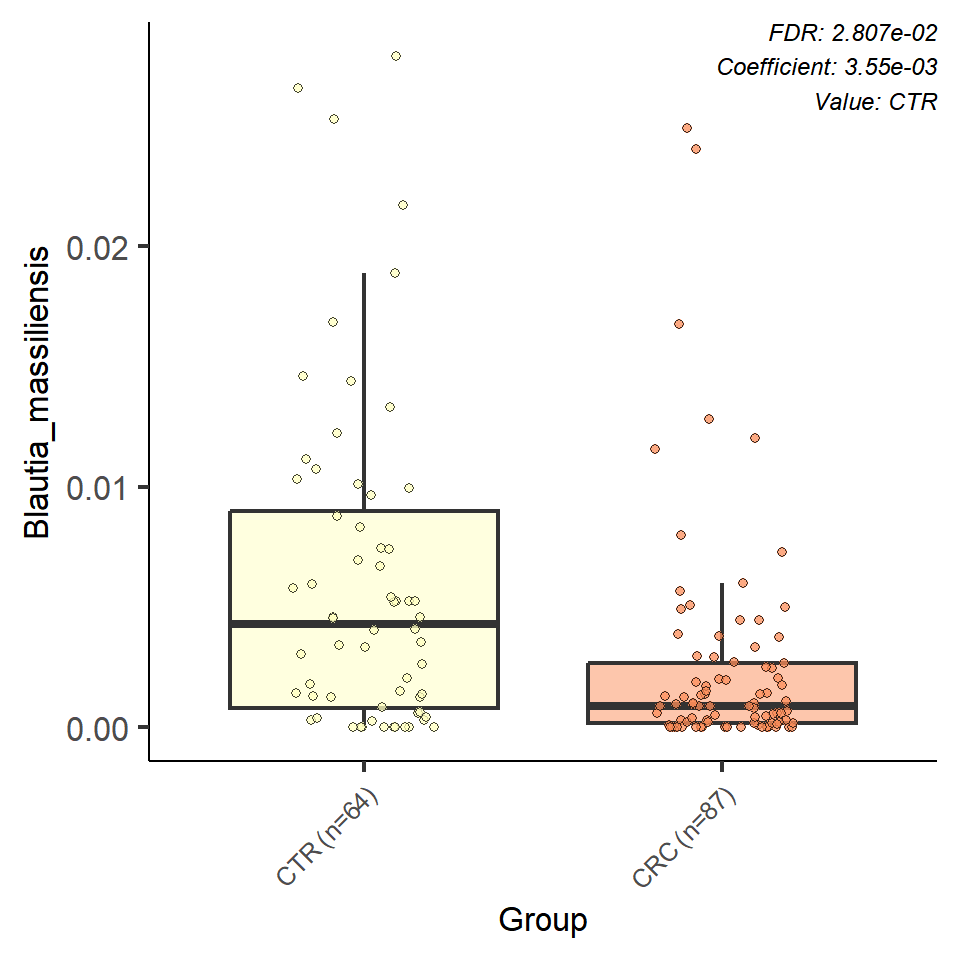 FDR: 2.807e-02
Coefficient: 3.55e-03
Value: CTR
Blautia_massiliensis
0.02
0.01
0.00
CTR (n=64)
CRC (n=87)
Group